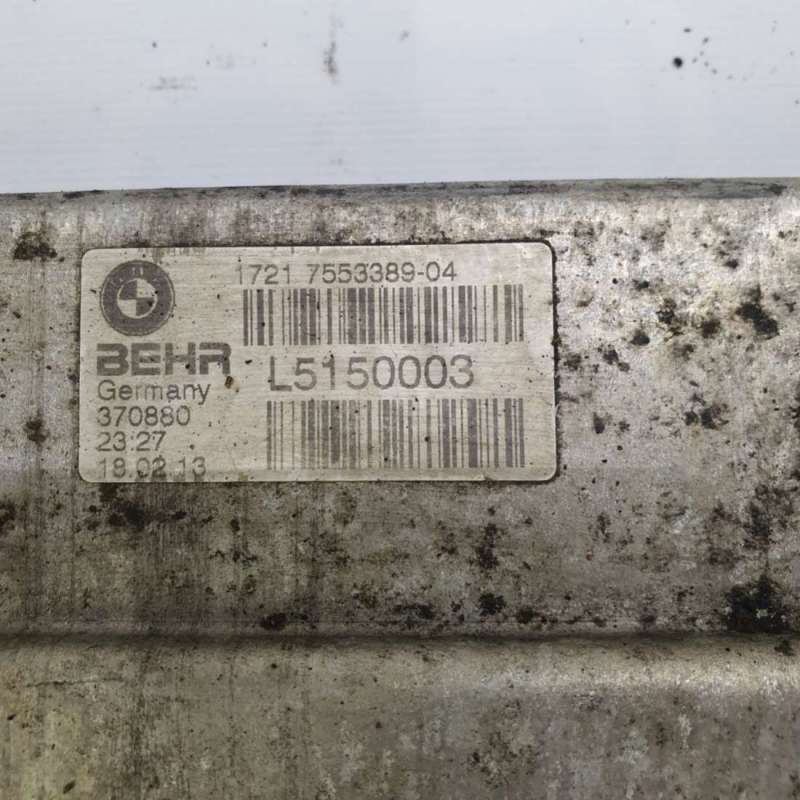 1721 7553389-04
BEHR
L5150003
Germany
370880
23:27
18.02.13